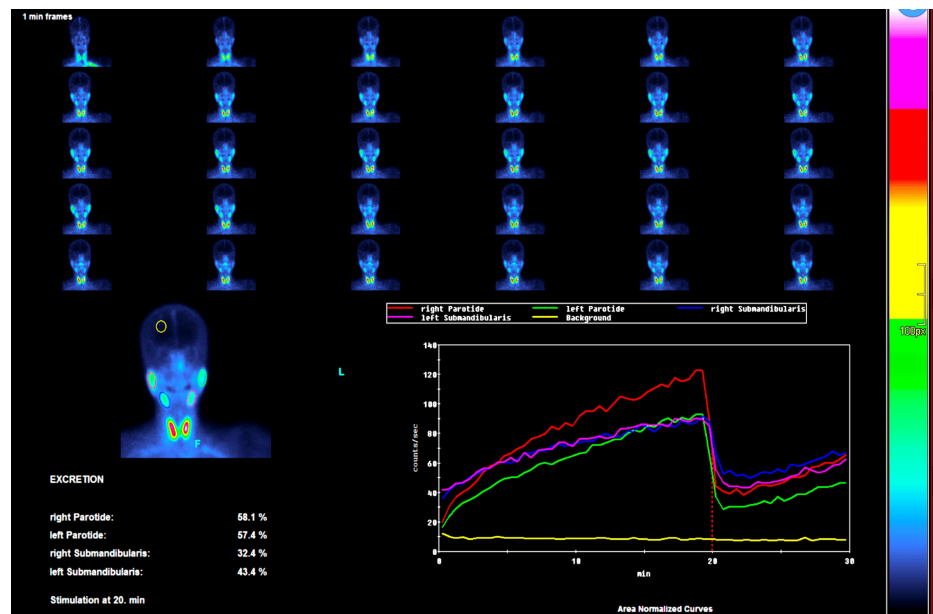 1 min frames
right Parotide left Parotide right Submandibularis
left Submandibularis Background
L
100px
140
120
100
80
60
40
20
0
counts/sec
0 10 20 30
min
F
EXCRETION
right Parotide: 58.1 %
left Parotide: 57.4 %
right Submandibularis: 32.4 %
left Submandibularis: 43.4 %
Stimulation at 20. min
Area Normalized Curves